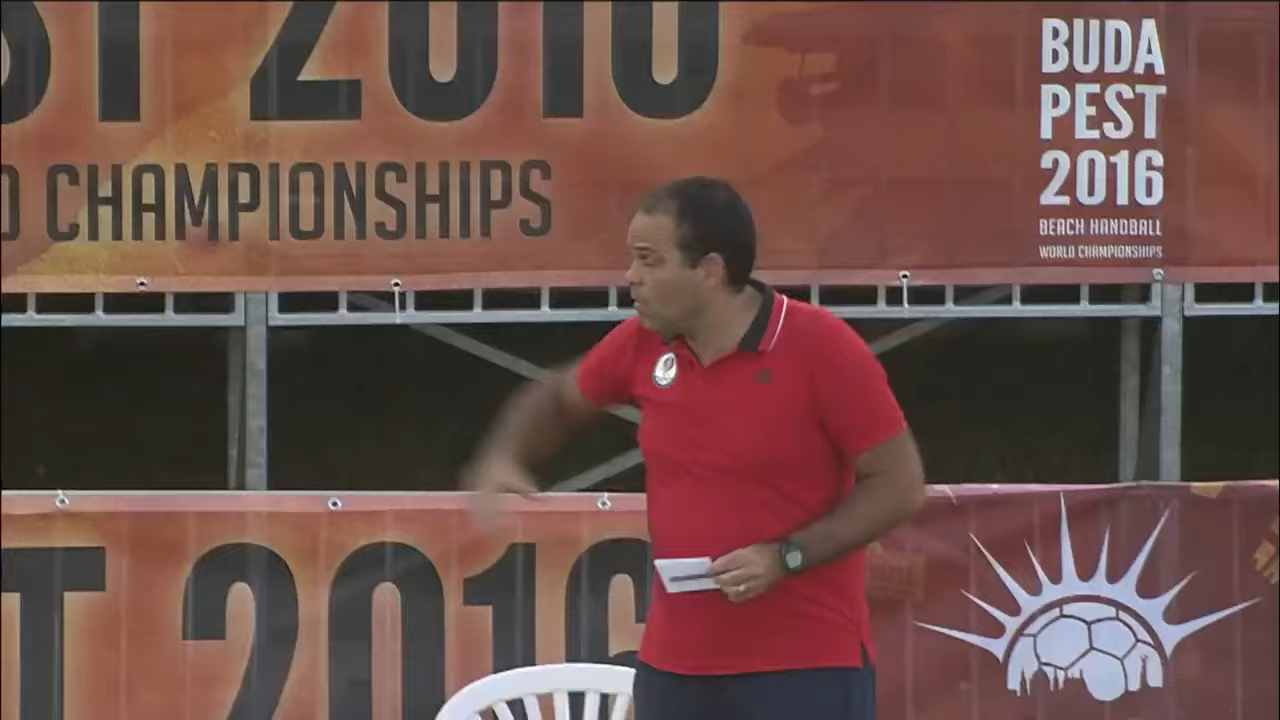 ST 2016
D CHAMPIONSHIPS
BUDA
PEST
2016
BEACH HANDBALL
WORLD CHAMPIONSHIPS
T 2016